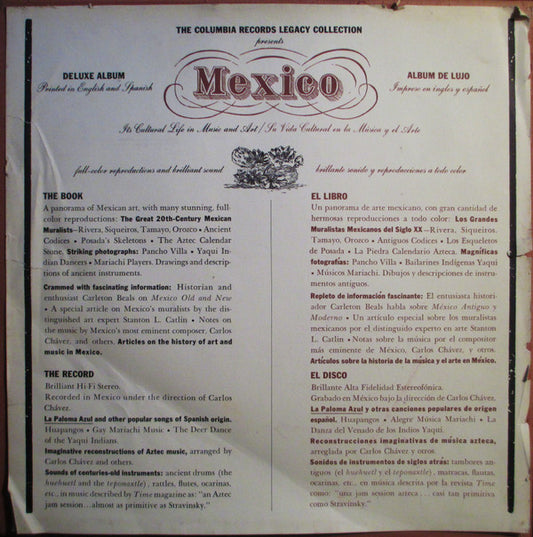 THE COLUMBIA RECORDS LEGACY COLLECTION
presents
DELUXE ALBUM
Printed in English and Spanish
Mexico
ALBUM DE LUJO
Impreso en ingles y español
Its Cultural Life in Music and Art / Su Vida Cultural en la Música y el Arte
full-color reproductions and brilliant sound
brillante sonido y reproducciones a todo color
THE BOOK
A panorama of Mexican art, with many stunning, full-
color reproductions: The Great 20th-Century Mexican
Muralists—Rivera, Siqueiros, Tamayo, Orozco • Ancient
Codices • Posada's Skeletons • The Aztec Calendar
Stone. Striking photographs: Pancho Villa • Yaqui In-
dian Dancers • Mariachi Players. Drawings and descrip-
tions of ancient instruments.
Crammed with fascinating information: Historian and
enthusiast Carleton Beals on Mexico Old and New
• A special article on Mexico's muralists by the dis-
tinguished art expert Stanton L. Catlin • Notes on
the music by Mexico's most eminent composer, Carlos
Chávez, and others. Articles on the history of art and
music in Mexico.
THE RECORD
Brilliant Hi-Fi Stereo.
Recorded in Mexico under the direction of Carlos
Chávez.
La Paloma Azul and other popular songs of Spanish origin.
Huapangos • Gay Mariachi Music • The Deer Dance
of the Yaqui Indians.
Imaginative reconstructions of Aztec music, arranged by
Carlos Chávez and others.
Sounds of centuries-old instruments: ancient drums (the
huehuetl and the teponaxtle), rattles, flutes, ocarinas,
etc., in music described by Time magazine as: "an Aztec
jam session...almost as primitive as Stravinsky."
EL LIBRO
Un panorama de arte mexicano, con gran cantidad de
hermosas reproducciones a todo color: Los Grandes
Muralistas Mexicanos del Siglo XX—Rivera, Siqueiros,
Tamayo, Orozco • Antiguos Codices • Los Esqueletos
de Posada • La Piedra Calendario Azteca. Magníficas
fotografías: Pancho Villa • Bailarines Indígenas Yaqui
• Músicos Mariachi. Dibujos y descripciones de instru-
mentos antiguos.
Repleto de información fascinante: El entusiasta histori-
ador Carleton Beals habla sobre México Antiguo y
Moderno • Un artículo especial sobre los muralistas
mexicanos por el distinguido experto en arte Stanton
L. Catlin • Notas sobre la música por el compositor
más eminente de México, Carlos Chávez, y otros.
Artículos sobre la historia de la música y el arte en México.
EL DISCO
Brillante Alta Fidelidad Estereofónica.
Grabado en México bajo la dirección de Carlos Chávez.
La Paloma Azul y otras canciones populares de origen
español. Huapangos • Alegre Música Mariachi • La
Danza del Venado de los Indios Yaqui.
Reconstrucciones imaginativas de música azteca,
arreglada por Carlos Chávez y otros.
Sonidos de instrumentos de siglos atrás: tambores an-
tiguos (el huehuetl y el teponaxtle), matracas, flautas,
ocarinas, etc., en música descrita por la revista Time
como: "una jam session azteca...casi tan primitiva
como Stravinsky."